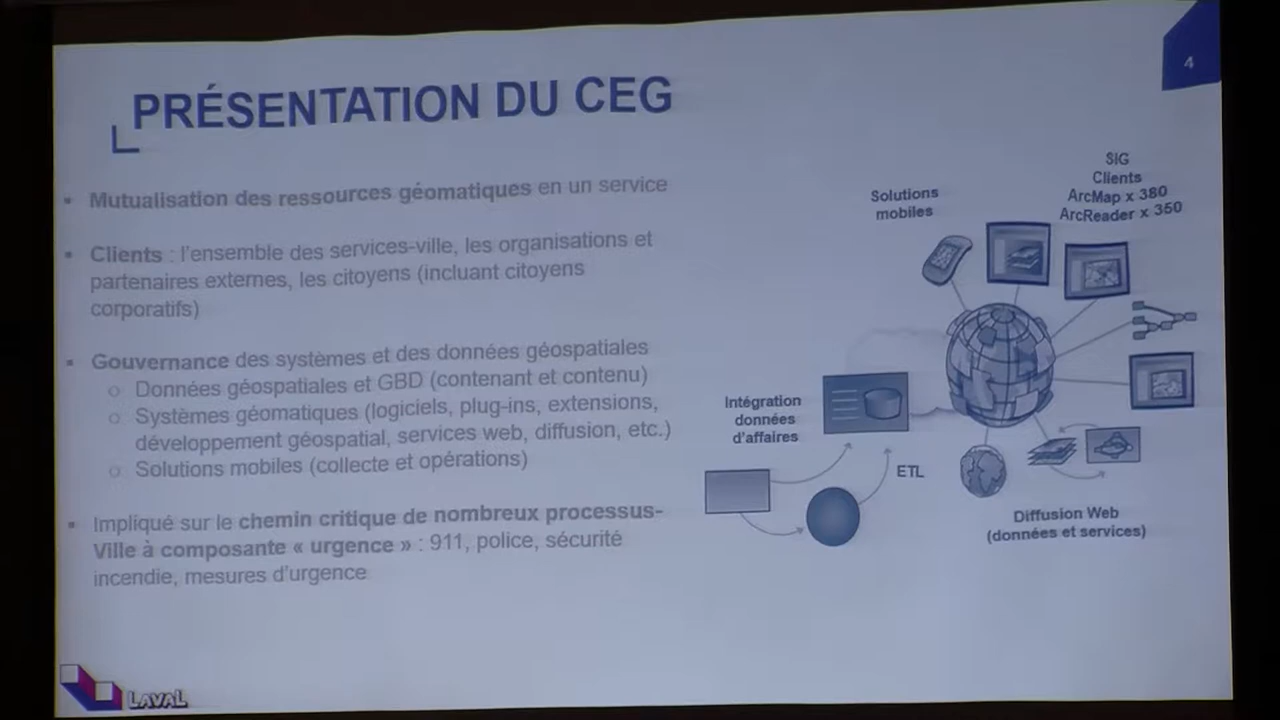 4
PRÉSENTATION DU CEG
Mutualisation des ressources géomatiques en un service
Clients : l'ensemble des services-ville, les organisations et
partenaires externes, les citoyens (incluant citoyens
corporatifs)
Gouvernance des systèmes et des données géospatiales
Données géospatiales et GBD (contenant et contenu)
Systèmes géomatiques (logiciels, plug-ins, extensions,
développement géospatial, services web, diffusion, etc.)
Solutions mobiles (collecte et opérations)
Impliqué sur le chemin critique de nombreux processus-
Ville à composante « urgence » : 911, police, sécurité
incendie, mesures d'urgence
Solutions
mobiles
SIG
Clients
ArcMap x 380
ArcReader x 350
Intégration
données
d'affaires
ETL
Diffusion Web
(données et services)
LAVAL